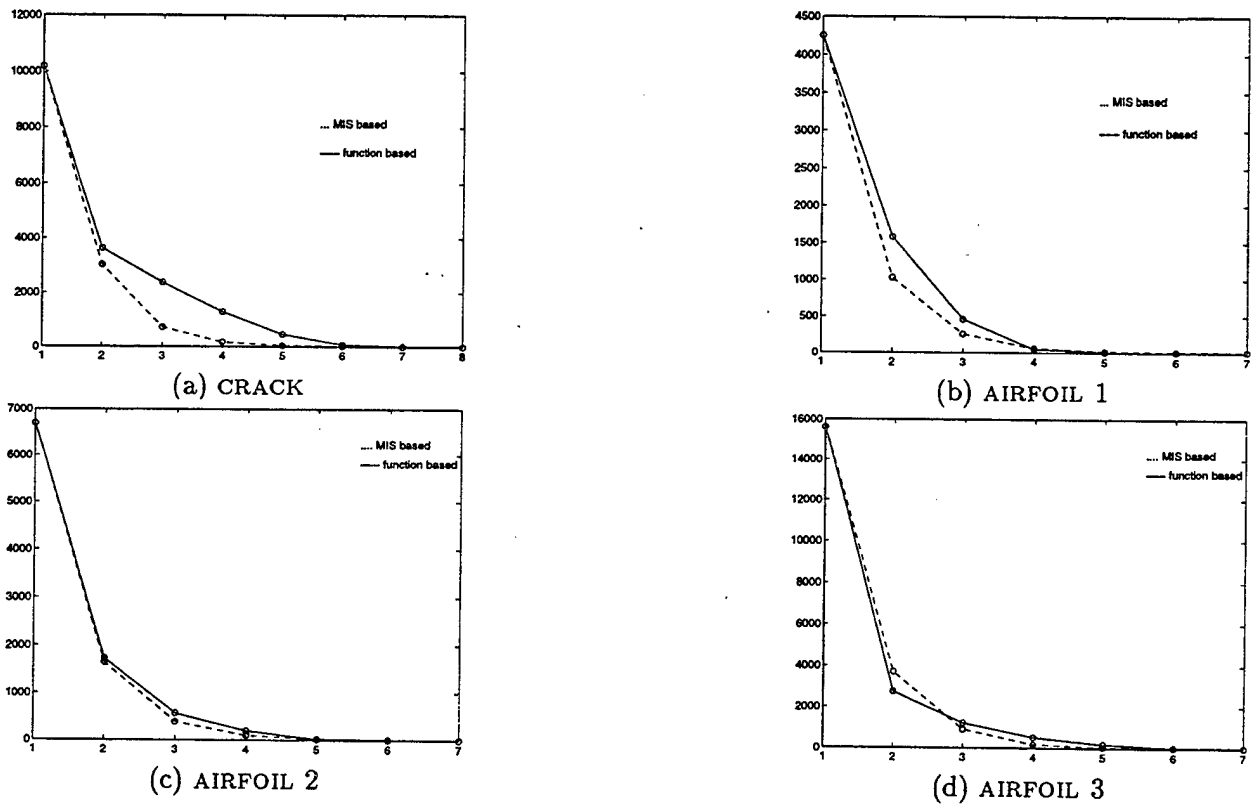 12000
10000
8000
6000
4000
2000
0
1 2 3 4 5 6 7 8
... MIS based
— function based
(a) CRACK
4500
4000
3500
3000
2500
2000
1500
1000
500
0
1 2 3 4 5 6 7
... MIS based
— function based
(b) AIRFOIL 1
7000
6000
5000
4000
3000
2000
1000
0
1 2 3 4 5 6 7
.... MIS based
— function based
(c) AIRFOIL 2
16000
14000
12000
10000
8000
6000
4000
2000
0
1 2 3 4 5 6 7
.... MIS based
— function based
(d) AIRFOIL 3